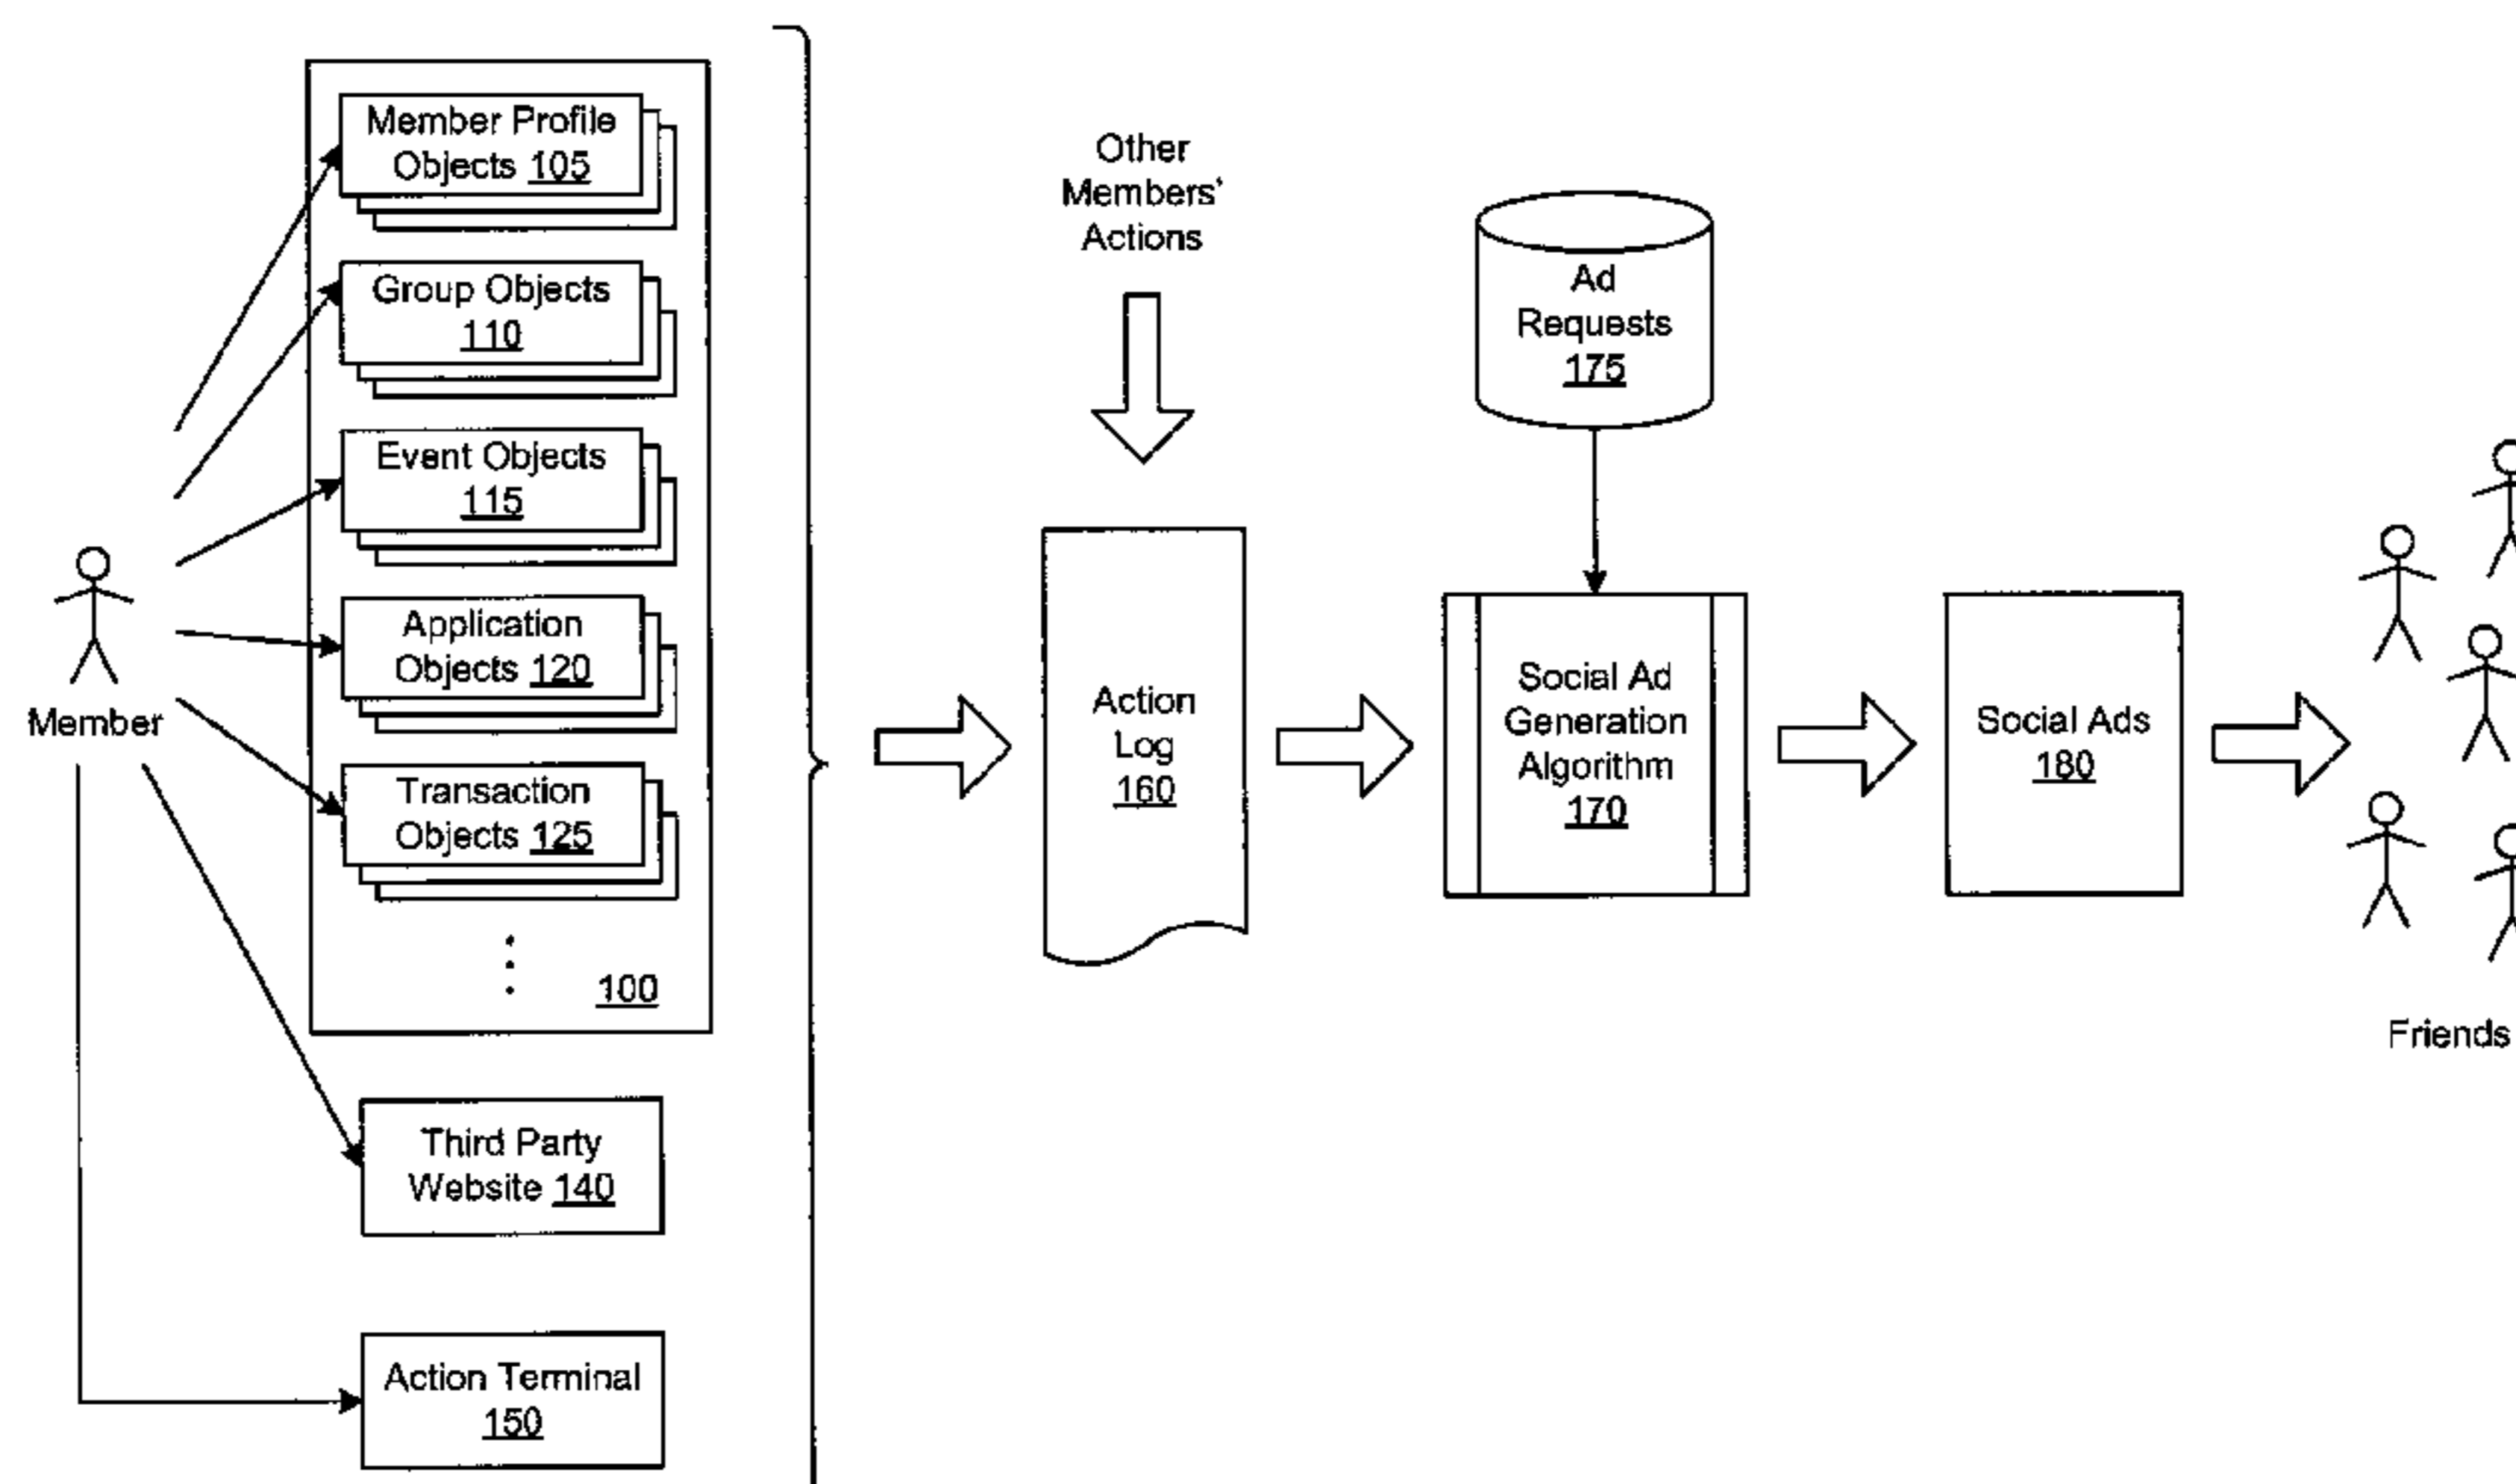 Member Profile
Objects 105
Group Objects
110
Event Objects
115
Application
Objects 120
Transaction
Objects 125
100
Member
Third Party
Website 140
Action Terminal
150
Other
Members'
Actions
Action
Log
160
Ad
Requests
175
Social Ad
Generation
Algorithm
170
Social Ads
180
Friends